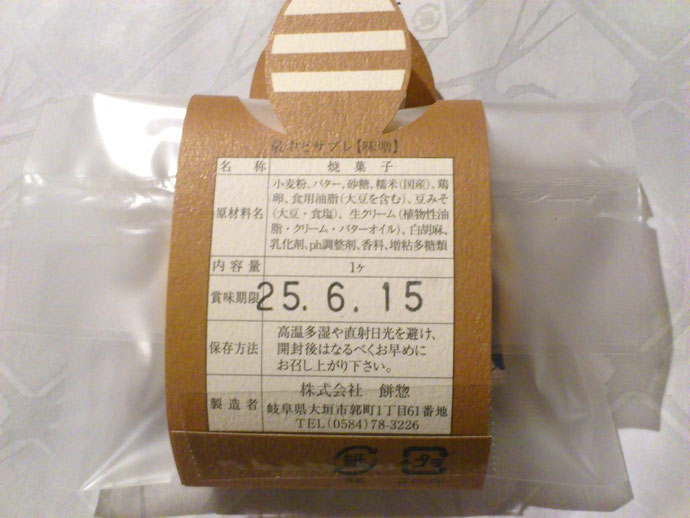 サブレ【味噌】
名称 焼菓子
原材料名
小麦粉、バター、砂糖、糯米(国産)、鶏
卵、食用油脂(大豆を含む)、豆みそ
(大豆・食塩)、生クリーム(植物性油
脂・クリーム・バターオイル)、白胡麻、
乳化剤、ph調整剤、香料、増粘多糖類
内容量 1ヶ
賞味期限 25.6.15
保存方法
高温多湿や直射日光を避け、
開封後はなるべくお早めに
お召し上がり下さい。
製造者
株式会社 餅惣
岐阜県大垣市郭町1丁目61番地
TEL(0584)78-3226
紙 プラ